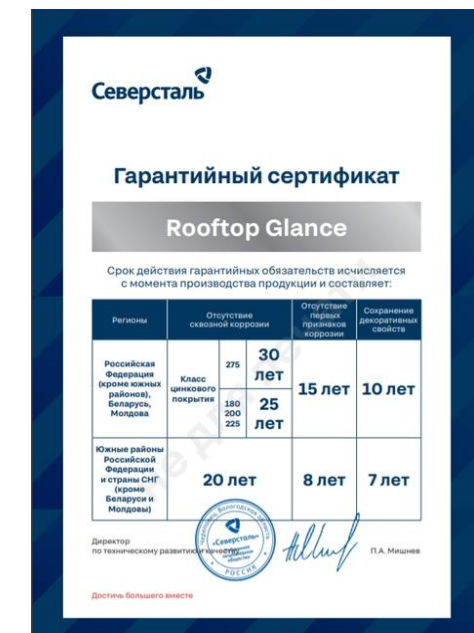 Северсталь
Гарантийный сертификат
Rooftop Glance
Срок действия гарантийных обязательств исчисляется
с момента производства продукции и составляет:
Регионы
Отсутствие
сквозной коррозии
Отсутствие
первых
признаков
коррозии
Сохранение
декоративных
свойств
Российская
Федерация
(кроме южных
районов),
Беларусь,
Молдова
Класс
цинкового
покрытия
275
30
лет
180
200
225
25
лет
15 лет
10 лет
Южные районы
Российской
Федерации
и страны СНГ
(кроме
Беларуси и
Молдовы)
20 лет
8 лет
7 лет
Директор
по техническому развитию и качеству
«Северсталь»
общество
РОССИЯ
П.А. Мишнев
Достичь большего вместе